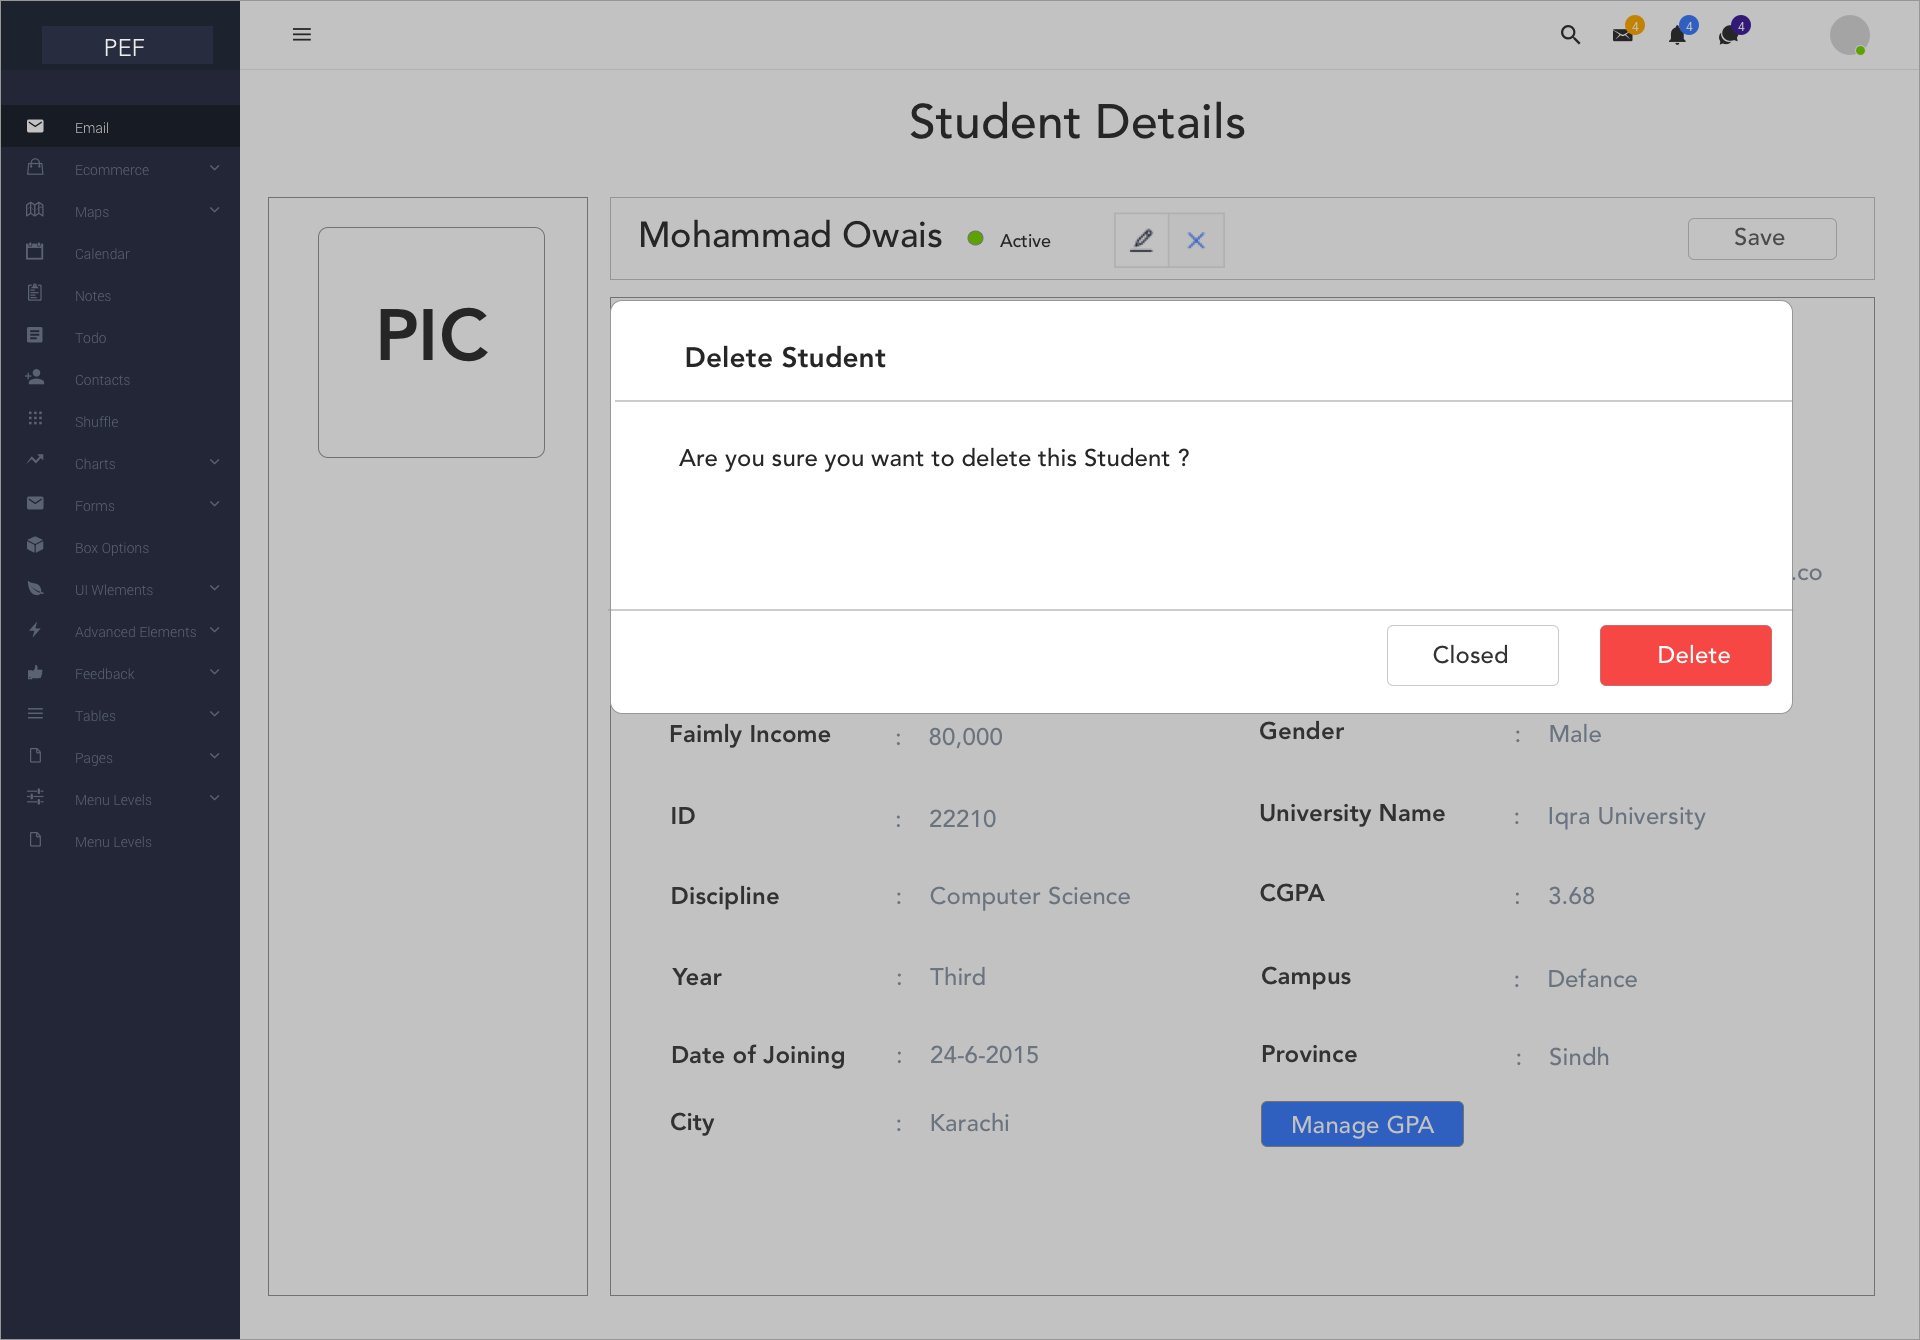 PEF
4
4
4
Email
Ecommerce
Maps
Calendar
Notes
Todo
Contacts
Shuffle
Charts
Forms
Box Options
UI Wlements
Advanced Elements
Feedback
Tables
Pages
Menu Levels
Menu Levels
Student Details
PIC
Mohammad Owais
Active
Save
Delete Student
Are you sure you want to delete this Student ?
.co
Closed
Delete
Faimly Income : 80,000
Gender : Male
ID : 22210
University Name : Iqra University
Discipline : Computer Science
CGPA : 3.68
Year : Third
Campus : Defance
Date of Joining : 24-6-2015
Province : Sindh
City : Karachi
Manage GPA